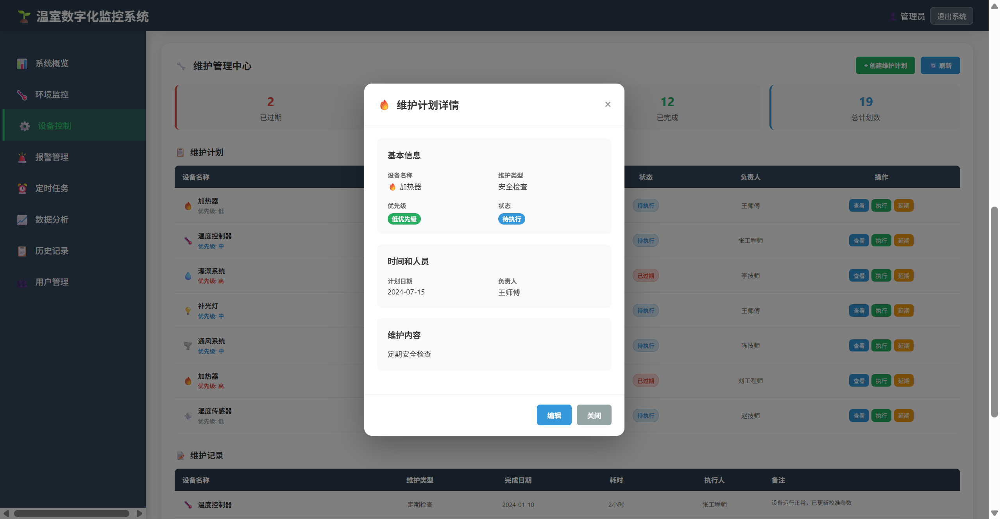 温室数字化监控系统
管理员
退出系统
系统概览
环境监控
设备控制
报警管理
定时任务
数据分析
历史记录
用户管理
维护管理中心
+ 创建维护计划
刷新
2
已过期
12
已完成
19
总计划数
维护计划
设备名称
状态
负责人
操作
加热器
优先级: 低
待执行
王师傅
查看
执行
延期
温度控制器
优先级: 中
待执行
张工程师
查看
执行
延期
灌溉系统
优先级: 高
已过期
李技师
查看
执行
延期
补光灯
优先级: 中
待执行
王师傅
查看
执行
延期
通风系统
优先级: 中
待执行
陈技师
查看
执行
延期
加热器
优先级: 高
已过期
刘工程师
查看
执行
延期
湿度传感器
优先级: 低
待执行
赵技师
查看
执行
延期
维护计划详情
×
基本信息
设备名称
加热器
维护类型
安全检查
优先级
低优先级
状态
待执行
时间和人员
计划日期
2024-07-15
负责人
王师傅
维护内容
定期安全检查
编辑
关闭
维护记录
设备名称
维护类型
完成日期
耗时
执行人
备注
温度控制器
定期检查
2024-01-10
2小时
张工程师
设备运行正常，已更新校准参数